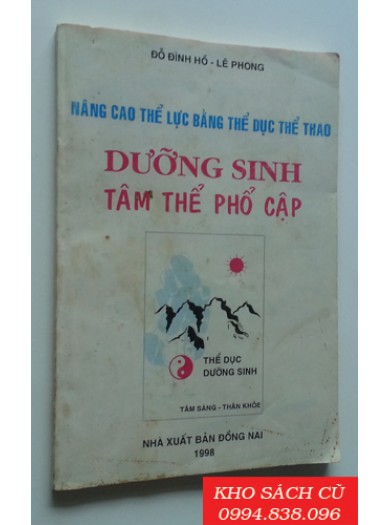 ĐỖ ĐÌNH HỒ - LÊ PHONG
NÂNG CAO THỂ LỰC BẰNG THỂ DỤC THỂ THAO
DƯỠNG SINH
TÂM THỂ PHỔ CẬP
THỂ DỤC
DƯỠNG SINH
TÂM SÁNG - THÂN KHỎE
NHÀ XUẤT BẢN ĐỒNG NAI
1998
KHO SÁCH CŨ
0994.838.096